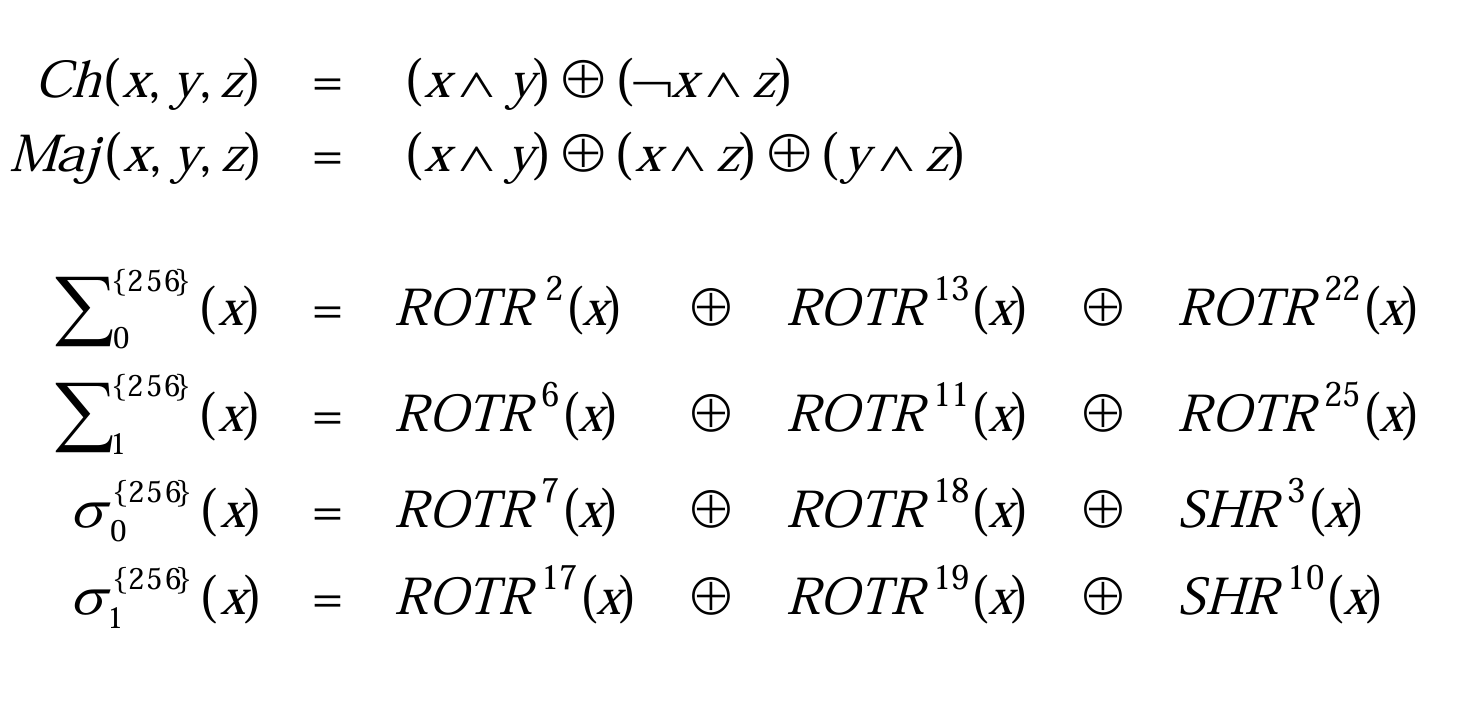 Ch(x, y, z) = (x ∧ y) ⊕ (¬x ∧ z)
Maj(x, y, z) = (x ∧ y) ⊕ (x ∧ z) ⊕ (y ∧ z)
∑₀^{256}(x) = ROTR²(x) ⊕ ROTR¹³(x) ⊕ ROTR²²(x)
∑₁^{256}(x) = ROTR⁶(x) ⊕ ROTR¹¹(x) ⊕ ROTR²⁵(x)
σ₀^{256}(x) = ROTR⁷(x) ⊕ ROTR¹⁸(x) ⊕ SHR³(x)
σ₁^{256}(x) = ROTR¹⁷(x) ⊕ ROTR¹⁹(x) ⊕ SHR¹⁰(x)